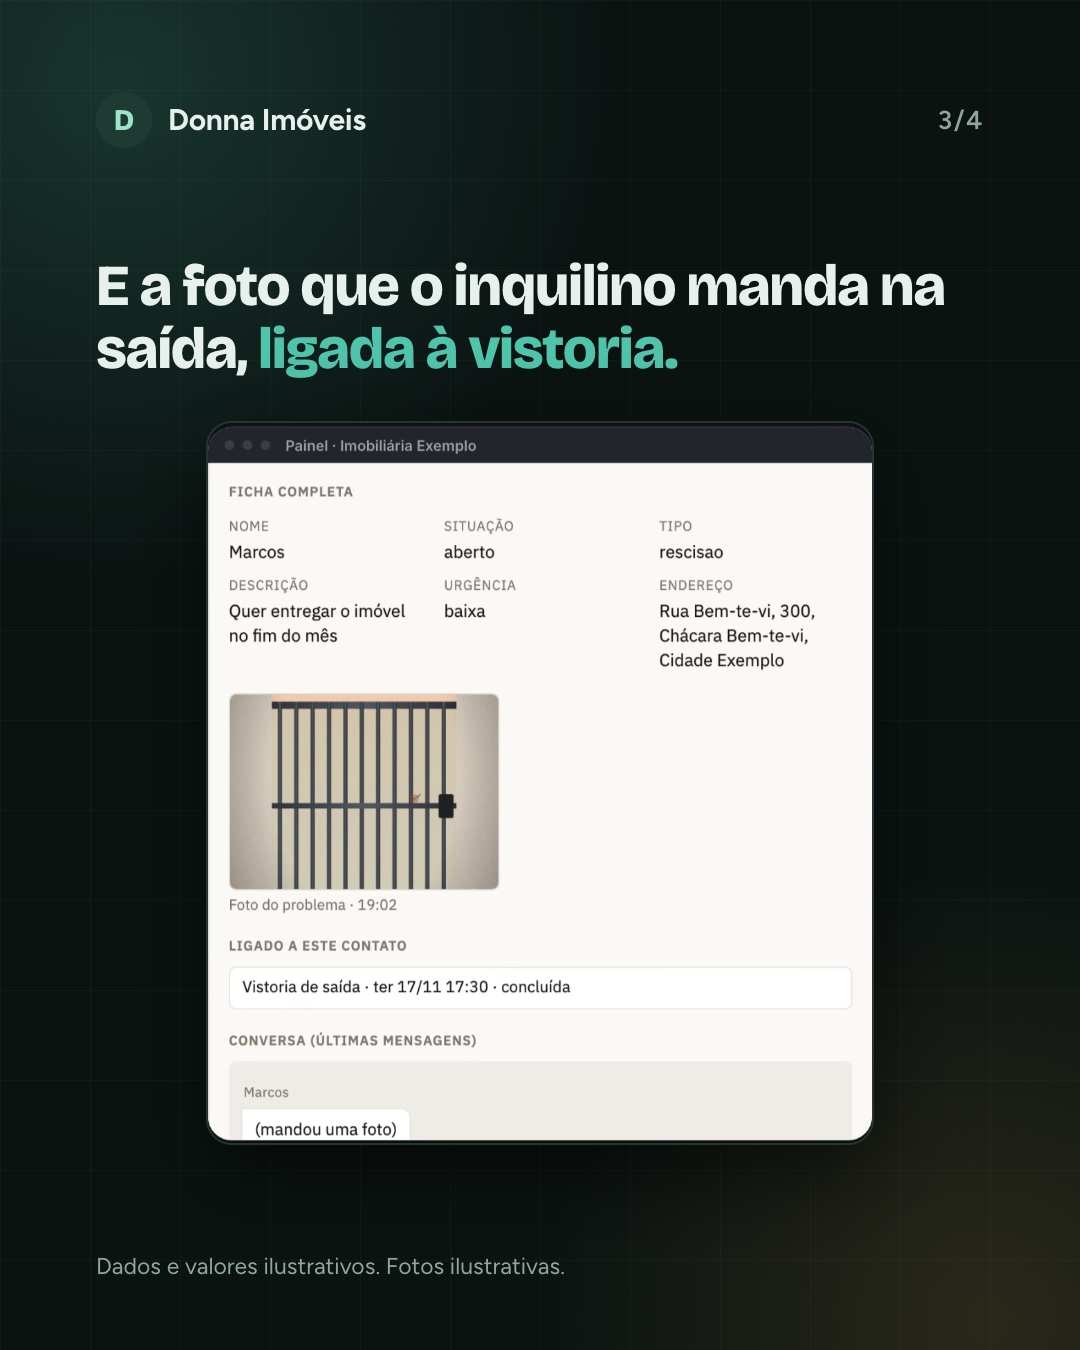 D
Donna Imóveis
3/4
E a foto que o inquilino manda na
saída, ligada à vistoria.
Painel · Imobiliária Exemplo
FICHA COMPLETA
NOME
Marcos
SITUAÇÃO
aberto
TIPO
rescisao
DESCRIÇÃO
Quer entregar o imóvel
no fim do mês
URGÊNCIA
baixa
ENDEREÇO
Rua Bem-te-vi, 300,
Chácara Bem-te-vi,
Cidade Exemplo
Foto do problema · 19:02
LIGADO A ESTE CONTATO
Vistoria de saída · ter 17/11 17:30 · concluída
CONVERSA (ÚLTIMAS MENSAGENS)
Marcos
(mandou uma foto)
Dados e valores ilustrativos. Fotos ilustrativas.